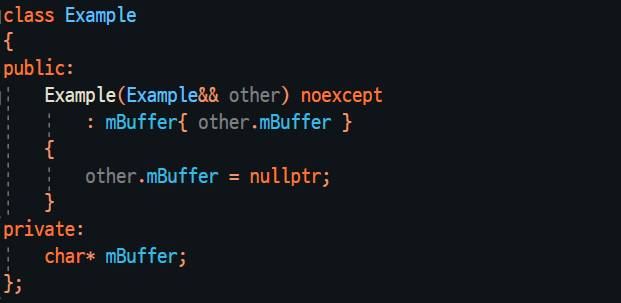 class Example
{
public:
    Example(Example&& other) noexcept
        : mBuffer{ other.mBuffer }
    {
        other.mBuffer = nullptr;
    }
private:
    char* mBuffer;
};